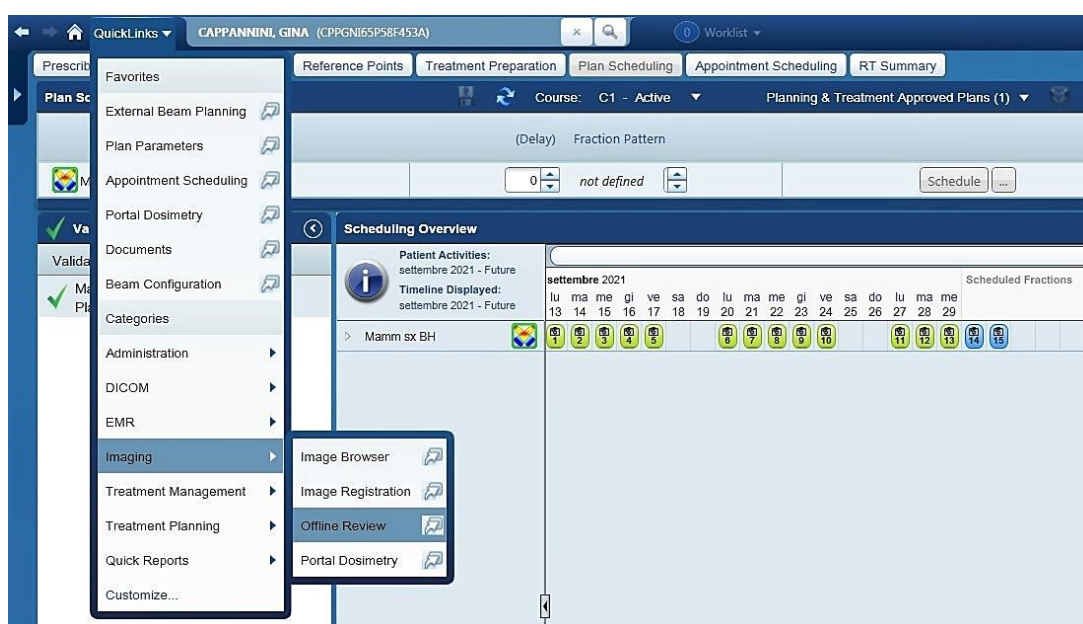 QuickLinks CAPPANNINI, GINA (CPPGNI65P58F453A) × 0 Worklist
Prescrib Reference Points Treatment Preparation Plan Scheduling Appointment Scheduling RT Summary
Plan Sc Course: C1 - Active Planning & Treatment Approved Plans (1)
(Delay) Fraction Pattern
M 0 not defined Schedule ...
Va
Valida
Ma
Pla
Favorites
External Beam Planning
Plan Parameters
Appointment Scheduling
Portal Dosimetry
Documents
Beam Configuration
Categories
Administration
DICOM
EMR
Imaging
Treatment Management
Treatment Planning
Quick Reports
Customize...
Image Browser
Image Registration
Offline Review
Portal Dosimetry
Scheduling Overview
Patient Activities:
settembre 2021 - Future
Timeline Displayed:
settembre 2021 - Future
settembre 2021 Scheduled Fractions
lu ma me gi ve sa do lu ma me gi ve sa do lu ma me
13 14 15 16 17 18 19 20 21 22 23 24 25 26 27 28 29
Mamm sx BH 1 2 3 4 5 6 7 8 9 10 11 12 13 14 15